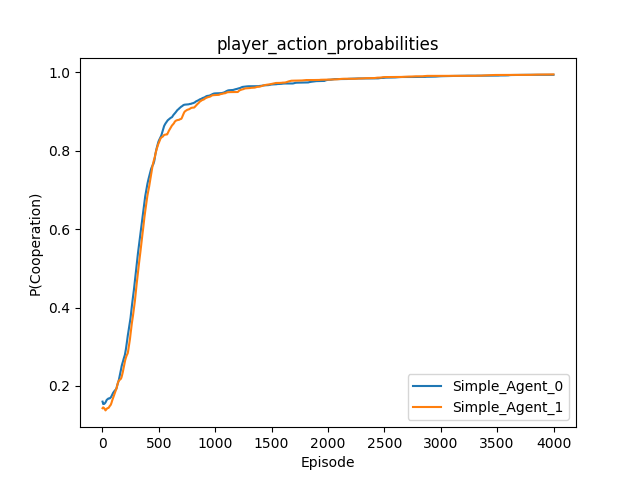 player_action_probabilities
1.0
0.8
0.6
0.4
0.2
P(Cooperation)
Simple_Agent_0
Simple_Agent_1
0 500 1000 1500 2000 2500 3000 3500 4000
Episode